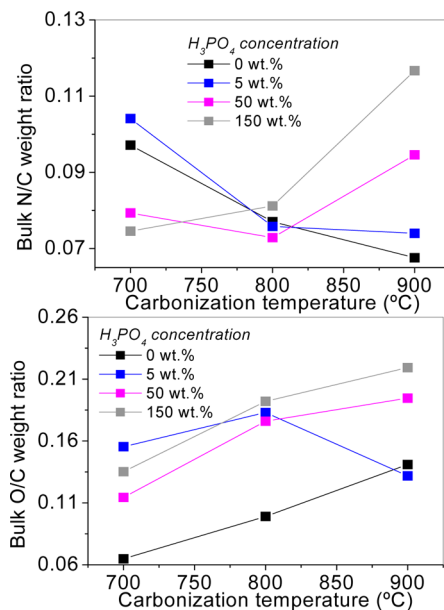 0.13
0.11
0.09
0.07
Bulk N/C weight ratio
H₃PO₄ concentration
0 wt.%
5 wt.%
50 wt.%
150 wt.%
700 750 800 850 900
Carbonization temperature (ºC)
0.26
0.21
0.16
0.11
0.06
Bulk O/C weight ratio
H₃PO₄ concentration
0 wt.%
5 wt.%
50 wt.%
150 wt.%
700 750 800 850 900
Carbonization temperature (ºC)